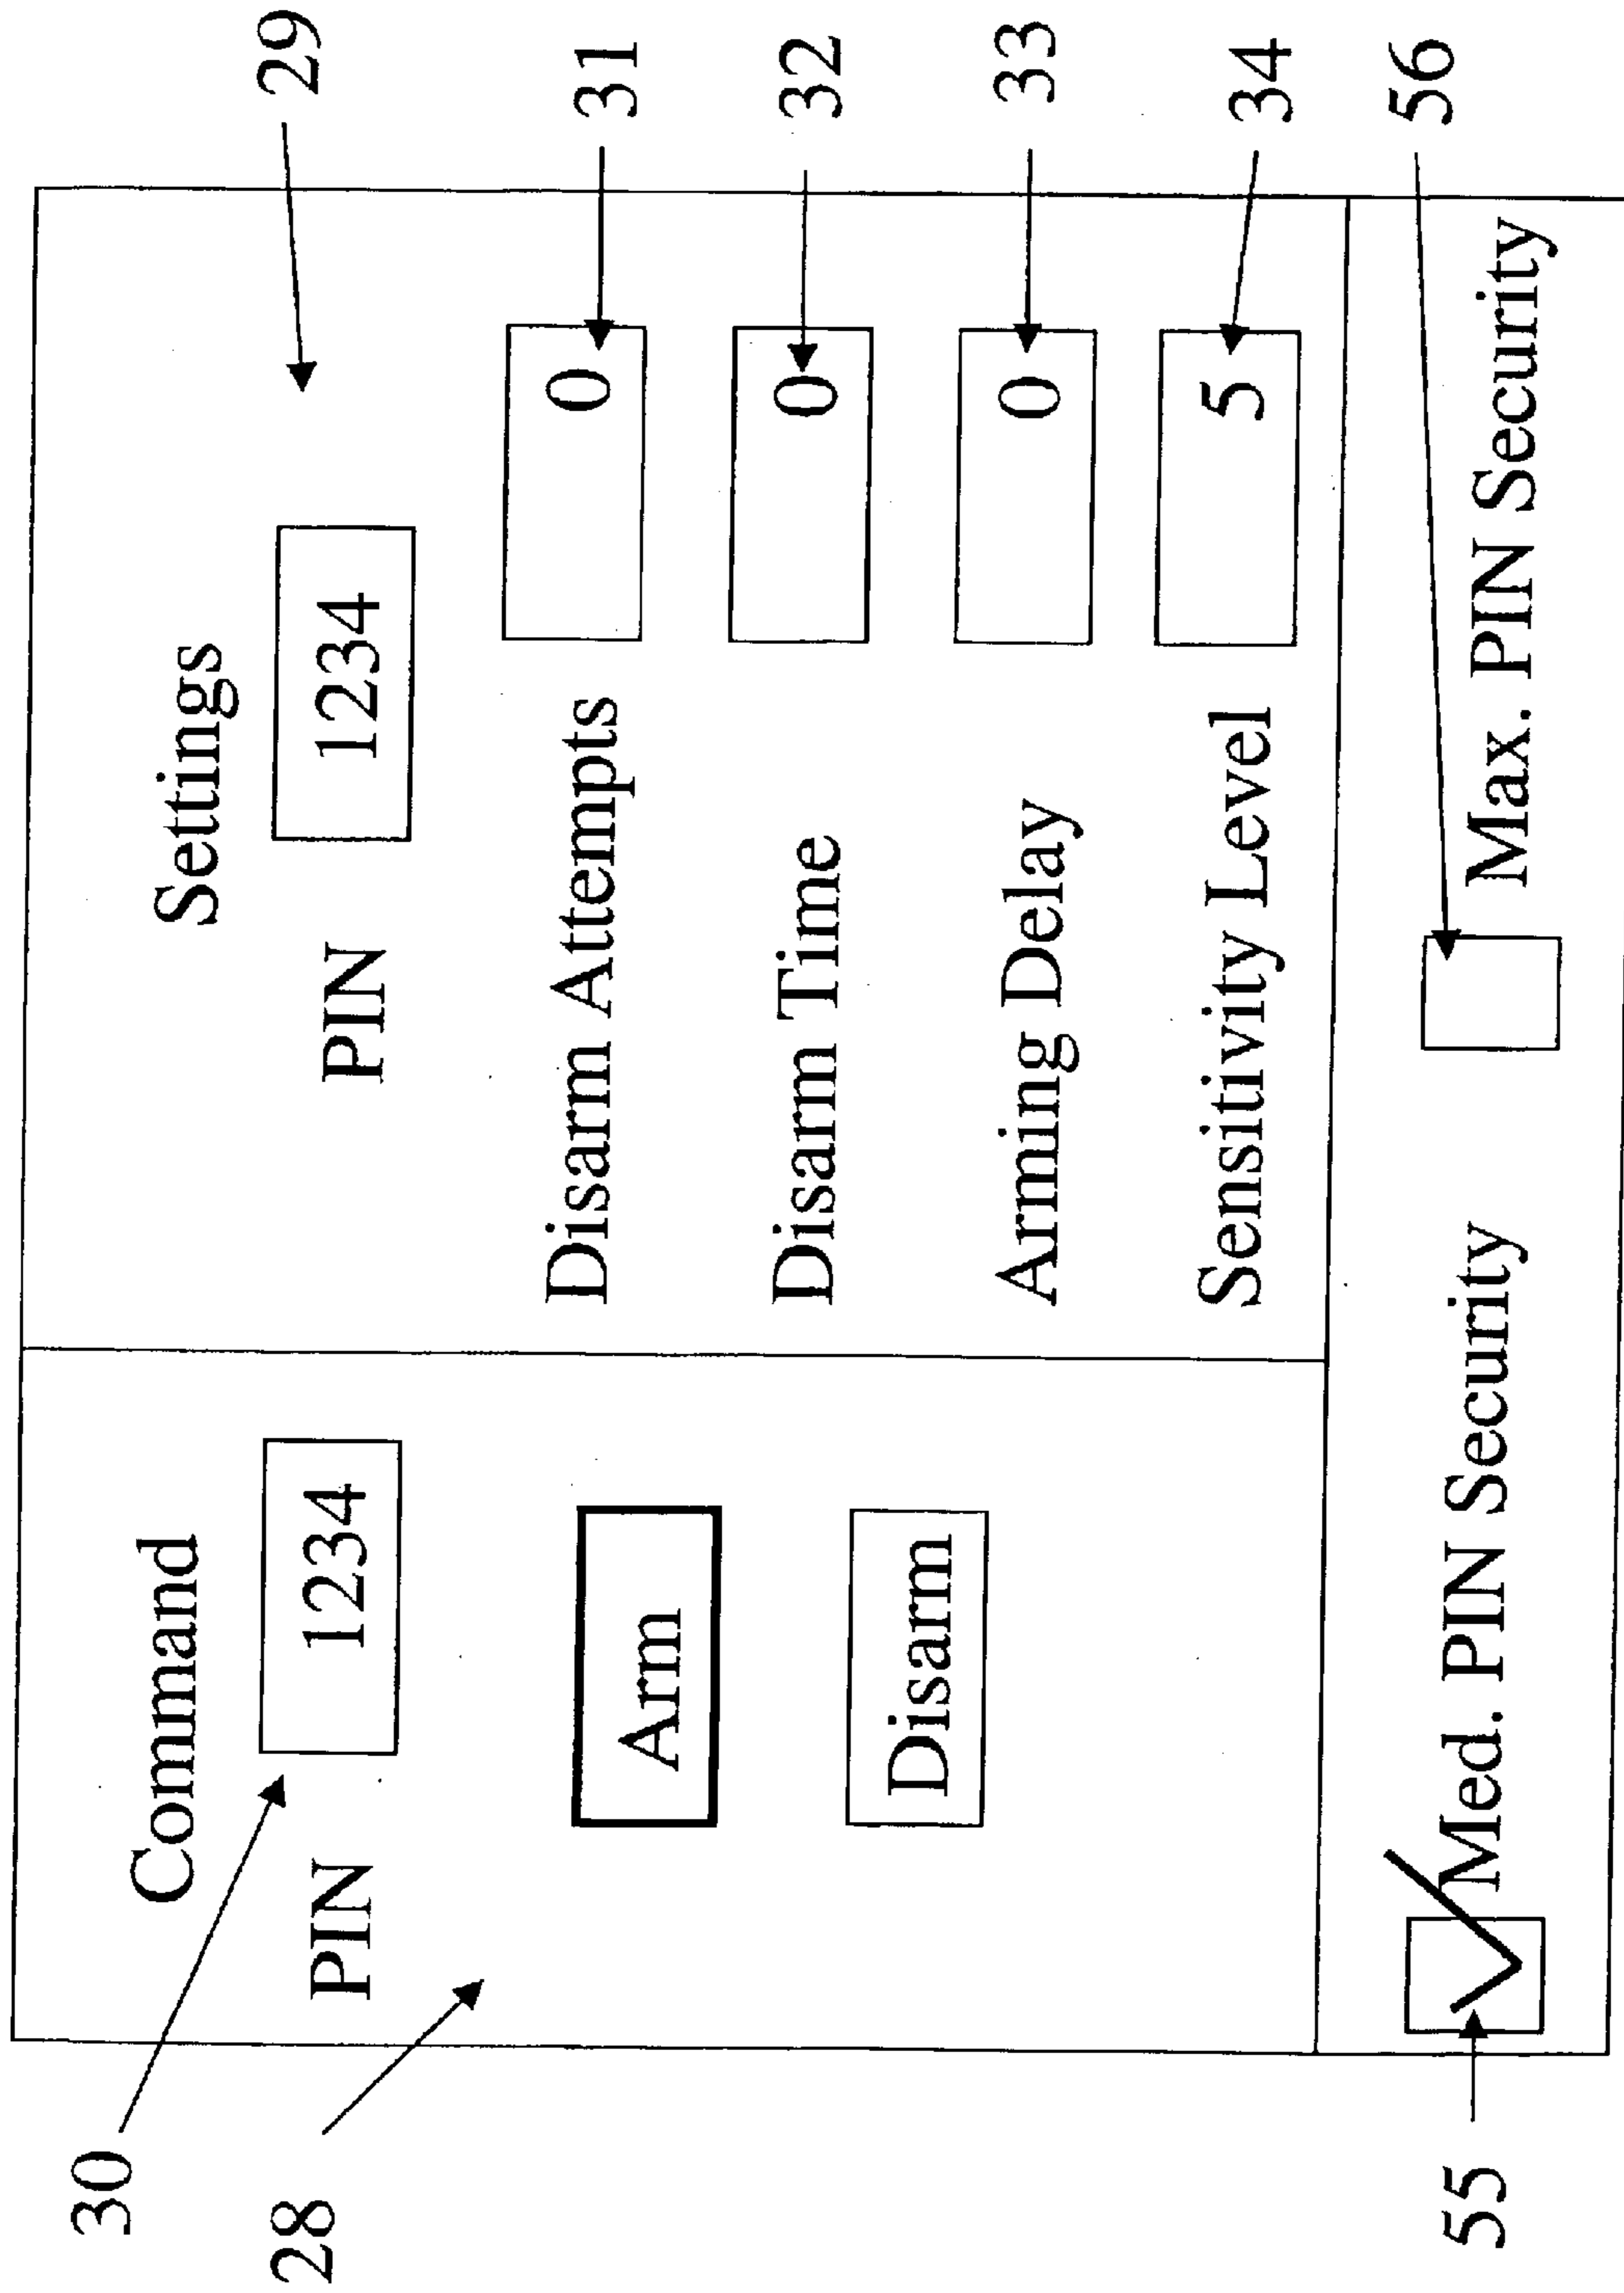 Command
Settings
29
30
PIN 1234
PIN 1234
28
Arm
Disarm
Disarm Attempts 0
31
Disarm Time 0
32
Arming Delay 0
33
Sensitivity Level 5
34
55
Med. PIN Security
Max. PIN Security
56